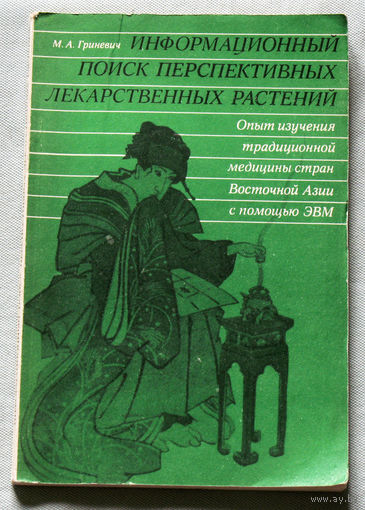 М. А. Гриневич ИНФОРМАЦИОННЫЙ
ПОИСК ПЕРСПЕКТИВНЫХ
ЛЕКАРСТВЕННЫХ РАСТЕНИЙ
Опыт изучения
традиционной
медицины стран
Восточной Азии
с помощью ЭВМ